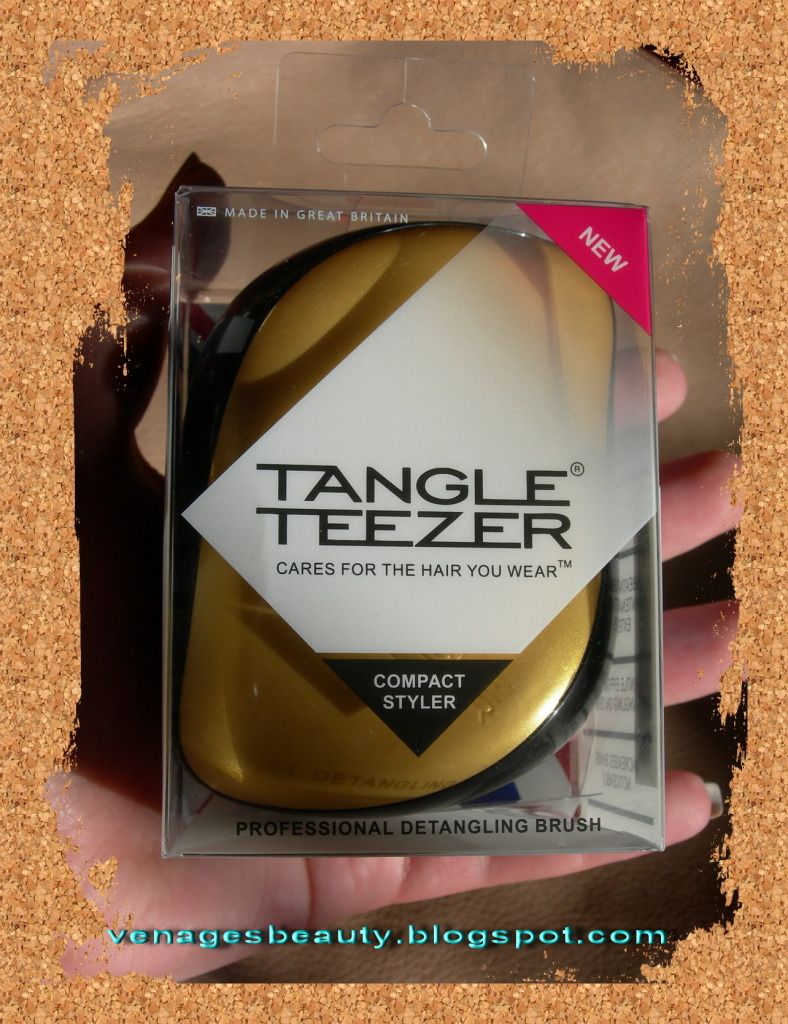 MADE IN GREAT BRITAIN
NEW
TANGLE®
TEEZER
CARES FOR THE HAIR YOU WEAR™
COMPACT
STYLER
DETANGLING
PROFESSIONAL DETANGLING BRUSH
venagesbeauty.blogspot.com